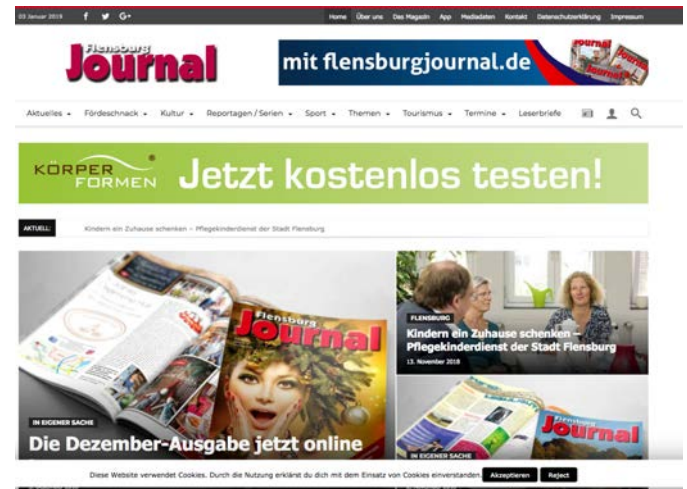 03 Januar 2019
Home Über uns Das Magazin App Mediadaten Kontakt Datenschutzerklärung Impressum
Flensburg
Journal
mit flensburgjournal.de
Aktuelles Fördeschnack Kultur Reportagen / Serien Sport Themen Tourismus Termine Leserbriefe
KÖRPER
FORMEN
Jetzt kostenlos testen!
AKTUELL:
Kindern ein Zuhause schenken – Pflegekinderdienst der Stadt Flensburg
Flensburg
Journal
IN EIGENER SACHE
Die Dezember-Ausgabe jetzt online
FLENSBURG
Kindern ein Zuhause schenken –
Pflegekinderdienst der Stadt Flensburg
13. November 2018
Flensburg
Journal
IN EIGENER SACHE
Diese Website verwendet Cookies. Durch die Nutzung erklärst du dich mit dem Einsatz von Cookies einverstanden. Akzeptieren Reject